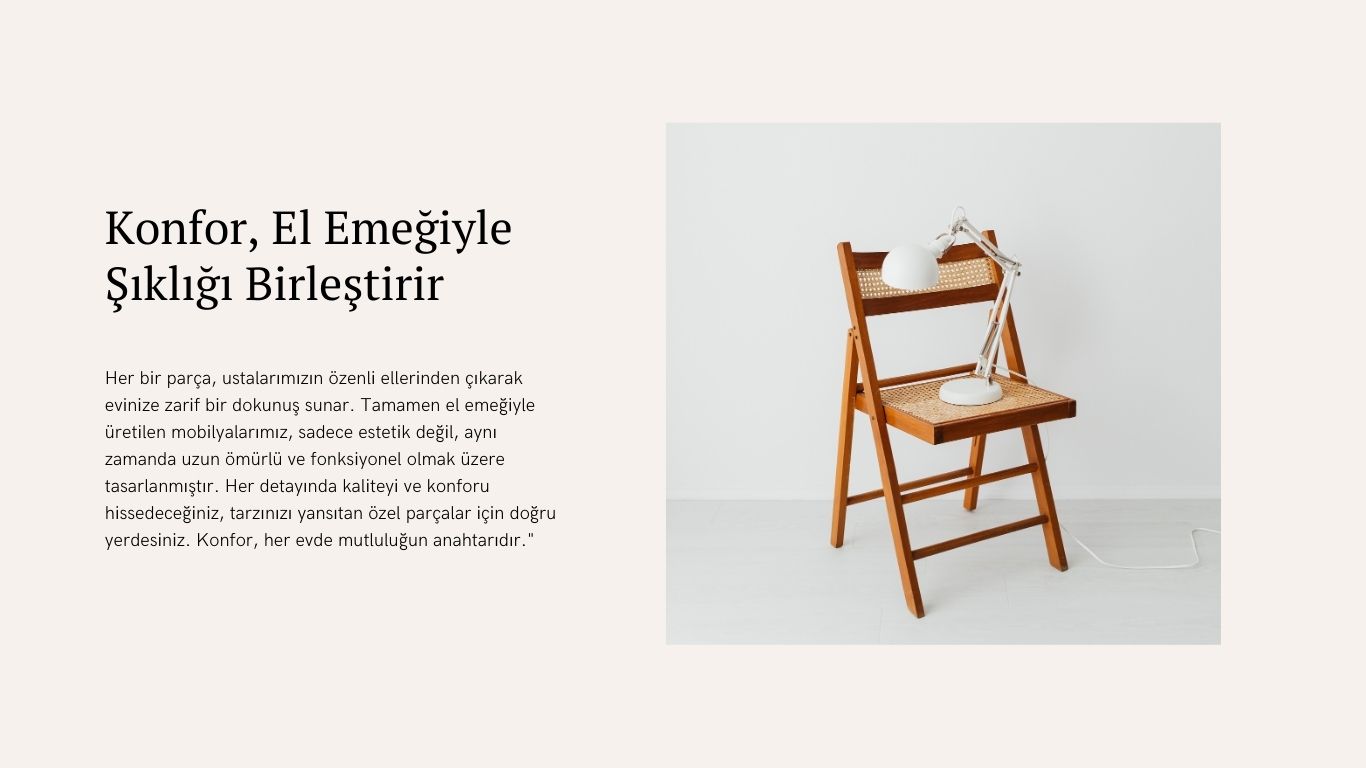 Konfor, El Emeğiyle
Şıklığı Birleştirir
Her bir parça, ustalarımızın özenli ellerinden çıkarak
evinize zarif bir dokunuş sunar. Tamamen el emeğiyle
üretilen mobilyalarımız, sadece estetik değil, aynı
zamanda uzun ömürlü ve fonksiyonel olmak üzere
tasarlanmıştır. Her detayında kaliteyi ve konforu
hissedeceğiniz, tarzınızı yansıtan özel parçalar için doğru
yerdesiniz. Konfor, her evde mutluluğun anahtarıdır."